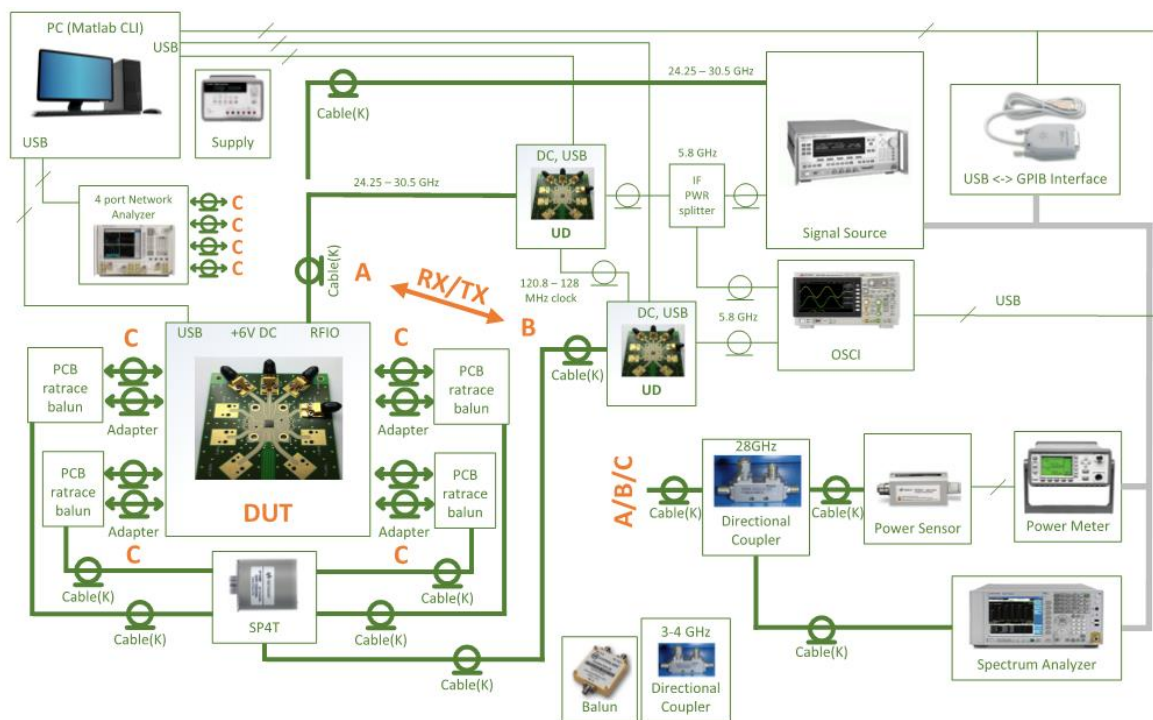 PC (Matlab CLI)
USB
USB
Supply
Cable(K)
24.25 – 30.5 GHz
USB <-> GPIB Interface
4 port Network
Analyzer
C
C
C
C
24.25 – 30.5 GHz
DC, USB
UD
5.8 GHz
IF
PWR
splitter
Signal Source
Cable(K)
A
RX/TX
B
120.8 – 128
MHz clock
DC, USB
UD
5.8 GHz
OSCI
USB
Cable(K)
USB
+6V DC
RFIO
DUT
C
C
PCB
ratrace
balun
Adapter
PCB
ratrace
balun
Adapter
PCB
ratrace
balun
Adapter
PCB
ratrace
balun
Adapter
C
C
Cable(K)
Cable(K)
Cable(K)
Cable(K)
SP4T
Cable(K)
A/B/C
Cable(K)
28GHz
Directional
Coupler
Cable(K)
Power Sensor
Power Meter
Cable(K)
Spectrum Analyzer
Balun
3-4 GHz
Directional
Coupler